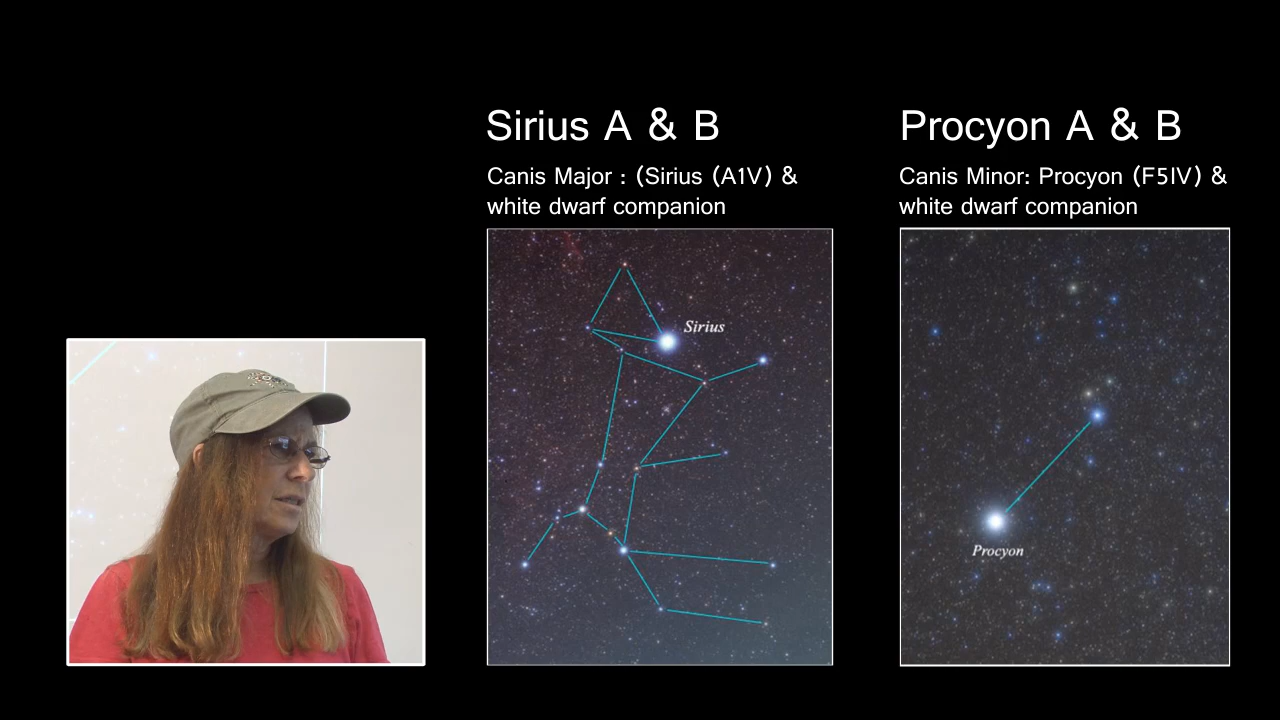 Sirius A & B
Canis Major : (Sirius (A1V) &
white dwarf companion
Sirius
Procyon A & B
Canis Minor: Procyon (F5IV) &
white dwarf companion
Procyon